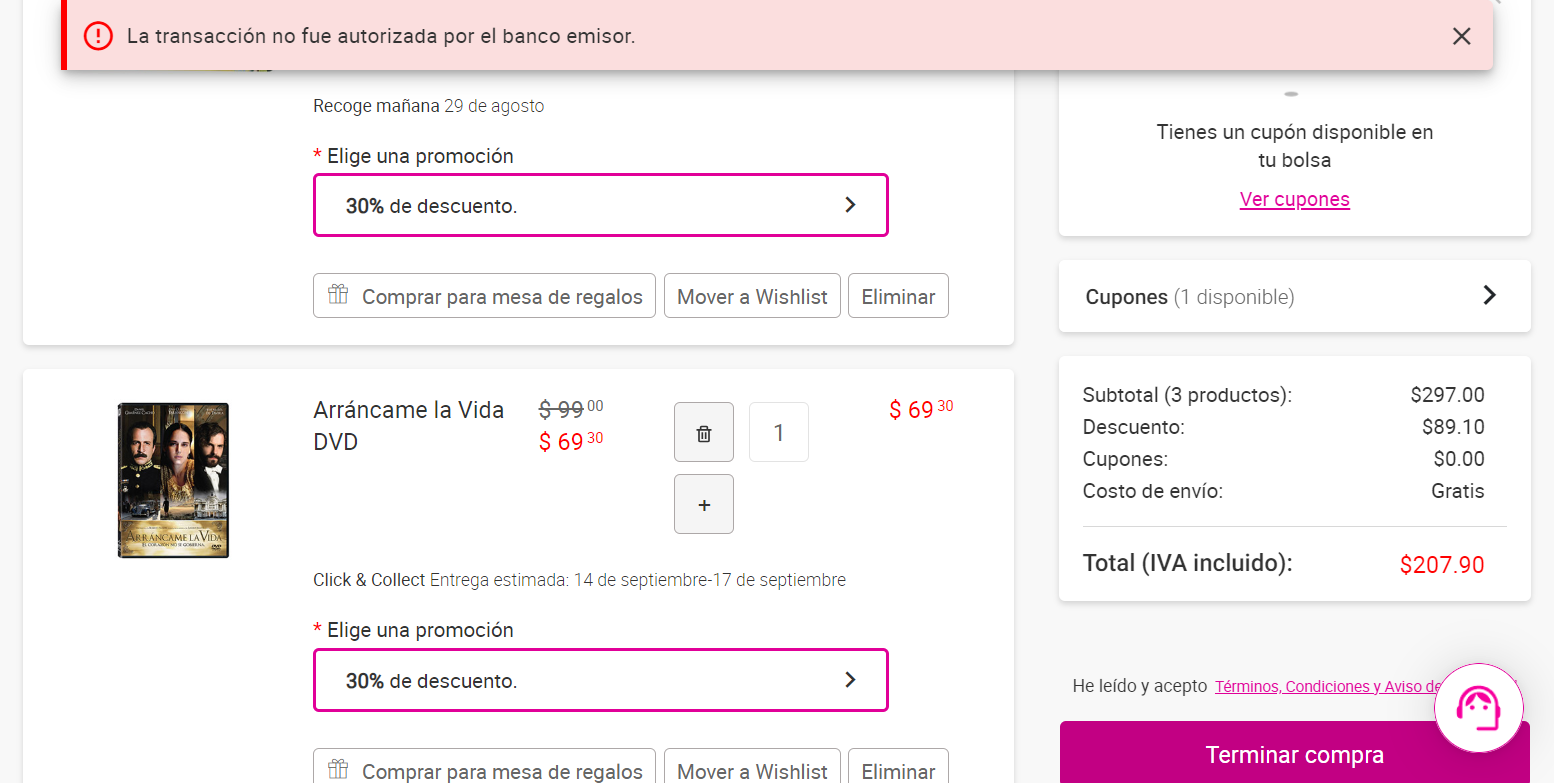 La transacción no fue autorizada por el banco emisor.
Recoge mañana 29 de agosto
* Elige una promoción
30% de descuento.
Comprar para mesa de regalos
Mover a Wishlist
Eliminar
Arráncame la Vida
DVD
$ 99 00
$ 69 30
1
+
$ 69 30
ARRÁNCAME LA VIDA
Click & Collect Entrega estimada: 14 de septiembre-17 de septiembre
* Elige una promoción
30% de descuento.
Comprar para mesa de regalos
Mover a Wishlist
Eliminar
Tienes un cupón disponible en
tu bolsa
Ver cupones
Cupones (1 disponible)
Subtotal (3 productos): $297.00
Descuento: $89.10
Cupones: $0.00
Costo de envío: Gratis
Total (IVA incluido): $207.90
He leído y acepto Términos, Condiciones y Aviso de
Terminar compra